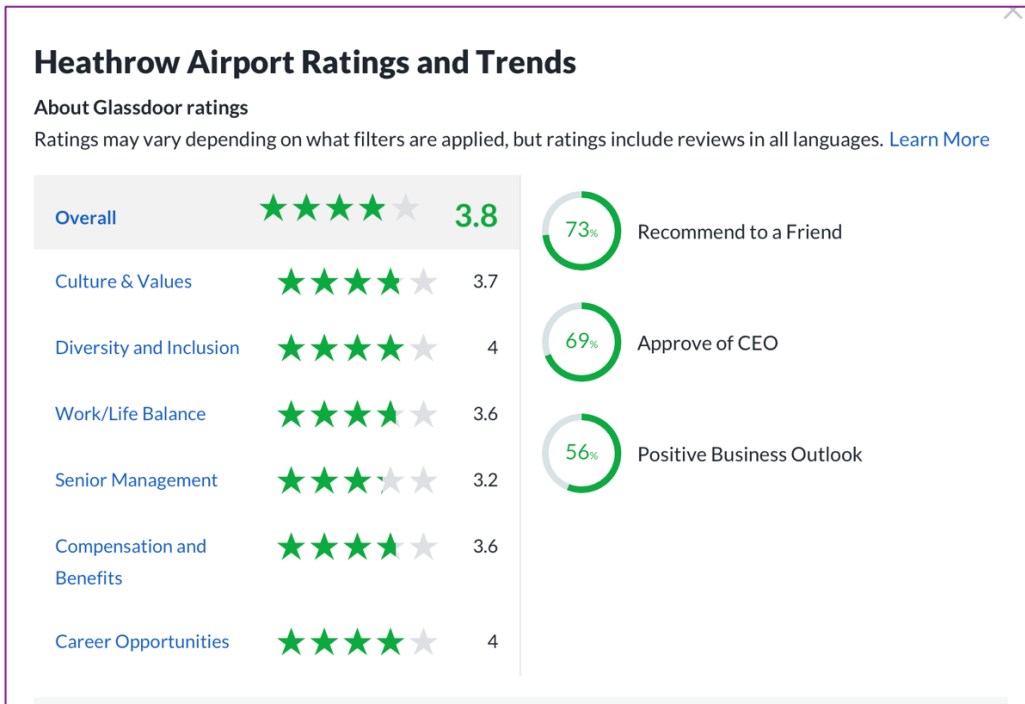 Heathrow Airport Ratings and Trends
About Glassdoor ratings
Ratings may vary depending on what filters are applied, but ratings include reviews in all languages. Learn More
Overall 3.8
Culture & Values 3.7
Diversity and Inclusion 4
Work/Life Balance 3.6
Senior Management 3.2
Compensation and 3.6
Benefits
Career Opportunities 4
73% Recommend to a Friend
69% Approve of CEO
56% Positive Business Outlook